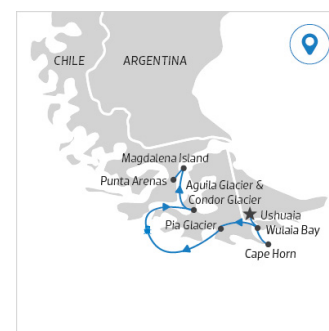 CHILE
ARGENTINA
Magdalena Island
Punta Arenas
Aguila Glacier &
Condor Glacier
Ushuaia
Pia Glacier
Wulaia Bay
Cape Horn